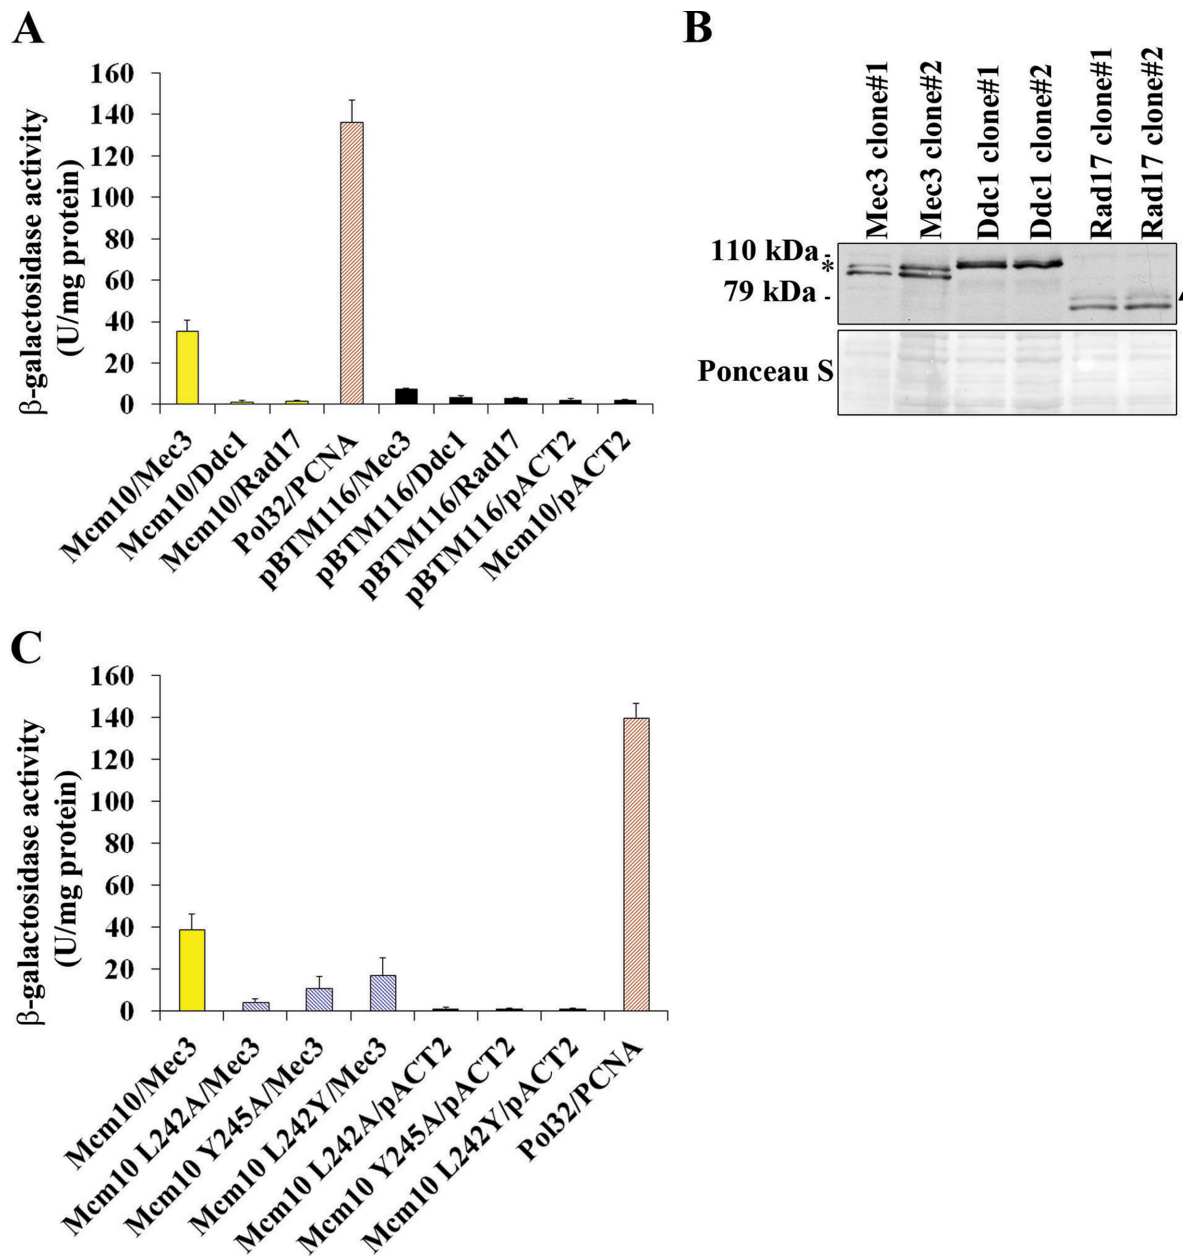 A
β-galactosidase activity
(U/mg protein)
160
140
120
100
80
60
40
20
0
Mcm10/Mec3
Mcm10/Ddc1
Mcm10/Rad17
Pol32/PCNA
pBTM116/Mec3
pBTM116/Ddc1
pBTM116/Rad17
pBTM116/pACT2
Mcm10/pACT2
B
Mec3 clone#1
Mec3 clone#2
Ddc1 clone#1
Ddc1 clone#2
Rad17 clone#1
Rad17 clone#2
110 kDa-
*
79 kDa -
Ponceau S
C
β-galactosidase activity
(U/mg protein)
160
140
120
100
80
60
40
20
0
Mcm10/Mec3
Mcm10 L242A/Mec3
Mcm10 Y245A/Mec3
Mcm10 L242Y/Mec3
Mcm10 L242A/pACT2
Mcm10 Y245A/pACT2
Mcm10 L242Y/pACT2
Pol32/PCNA